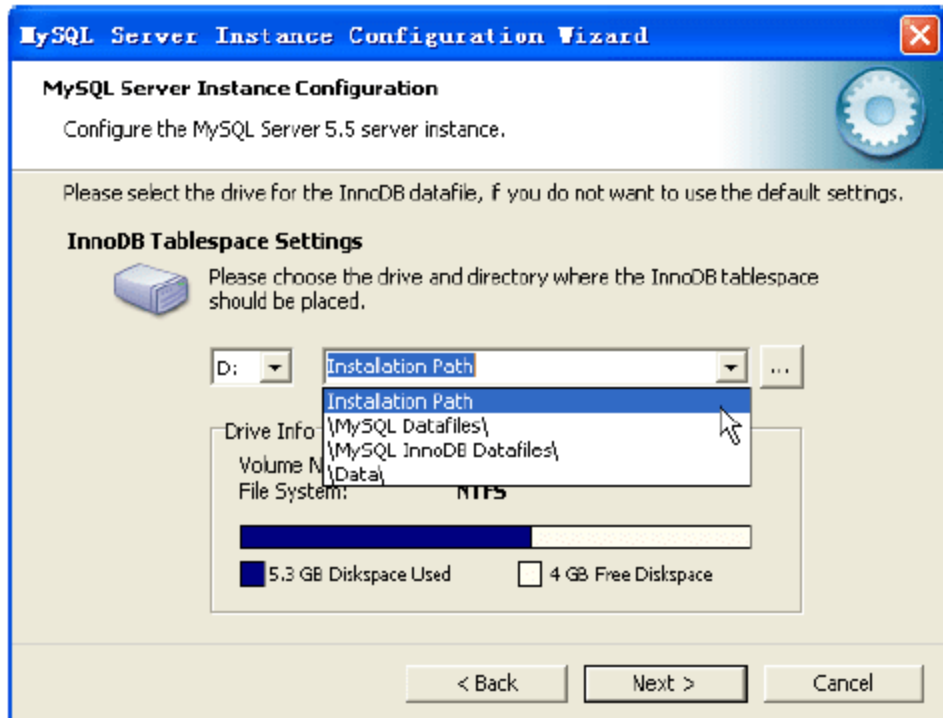 MySQL Server Instance Configuration Wizard
MySQL Server Instance Configuration
Configure the MySQL Server 5.5 server instance.
Please select the drive for the InnoDB datafile, if you do not want to use the default settings.
InnoDB Tablespace Settings
Please choose the drive and directory where the InnoDB tablespace
should be placed.
D: Installation Path ...
Installation Path
\MySQL Datafiles\
Drive Info
\MySQL InnoDB Datafiles\
Volume N
\Data\
File System: NTFS
5.3 GB Diskspace Used 4 GB Free Diskspace
< Back Next > Cancel